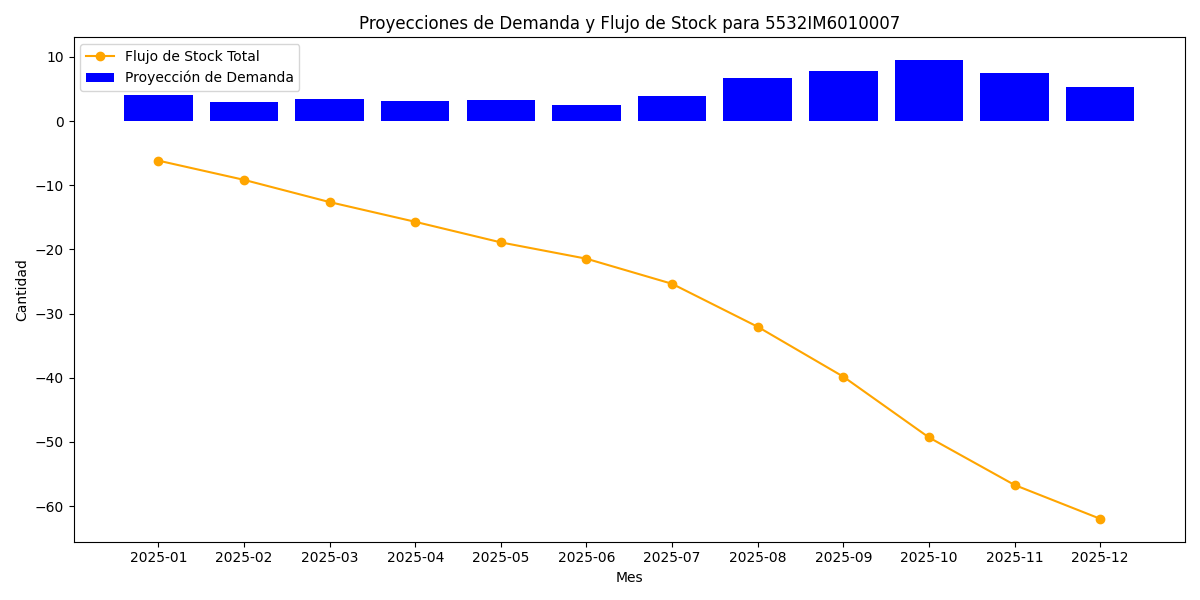 Proyecciones de Demanda y Flujo de Stock para 5532IM6010007
Flujo de Stock Total
Proyección de Demanda
10
0
−10
−20
−30
−40
−50
−60
Cantidad
2025-01 2025-02 2025-03 2025-04 2025-05 2025-06 2025-07 2025-08 2025-09 2025-10 2025-11 2025-12
Mes